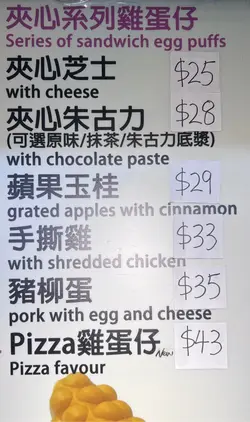 夾心系列雞蛋仔
Series of sandwich egg puffs
夾心芝士 $25
with cheese
夾心朱古力 $28
(可選原味/抹茶/朱古力底漿)
with chocolate paste
蘋果玉桂 $29
grated apples with cinnamon
手撕雞 $33
with shredded chicken
豬柳蛋 $35
pork with egg and cheese
Pizza雞蛋仔 New $43
Pizza favour